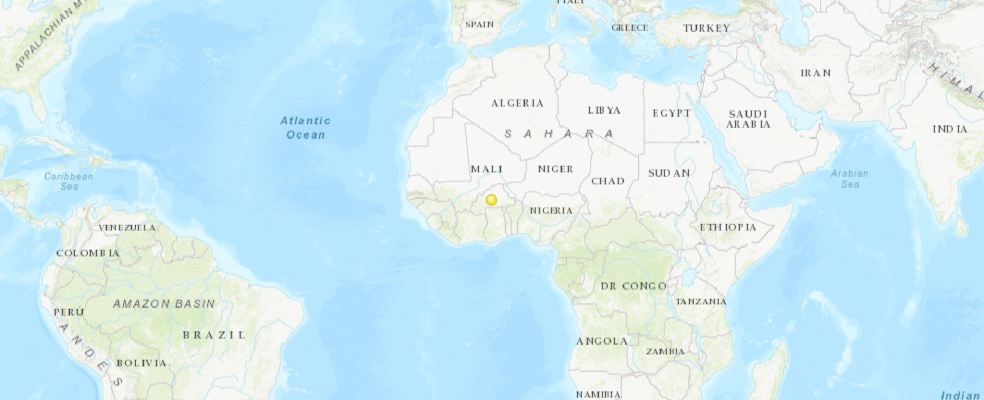 ITALY
SPAIN
GREECE
TURKEY
APPALACHIAN M
IRAN
HIMAL
ALGERIA
LIBYA
EGYPT
SAUDI
ARABIA
INDIA
Atlantic
Ocean
SAHARA
MALI
NIGER
CHAD
SUDAN
Caribbean
Sea
Arabian
Sea
NIGERIA
ETHIOPIA
VENEZUELA
COLOMBIA
DR CONGO
TANZANIA
AMAZON BASIN
PERÚ
BRAZIL
ANDES
ANGOLA
ZAMBIA
BOLIVIA
NAMIBIA
Indian